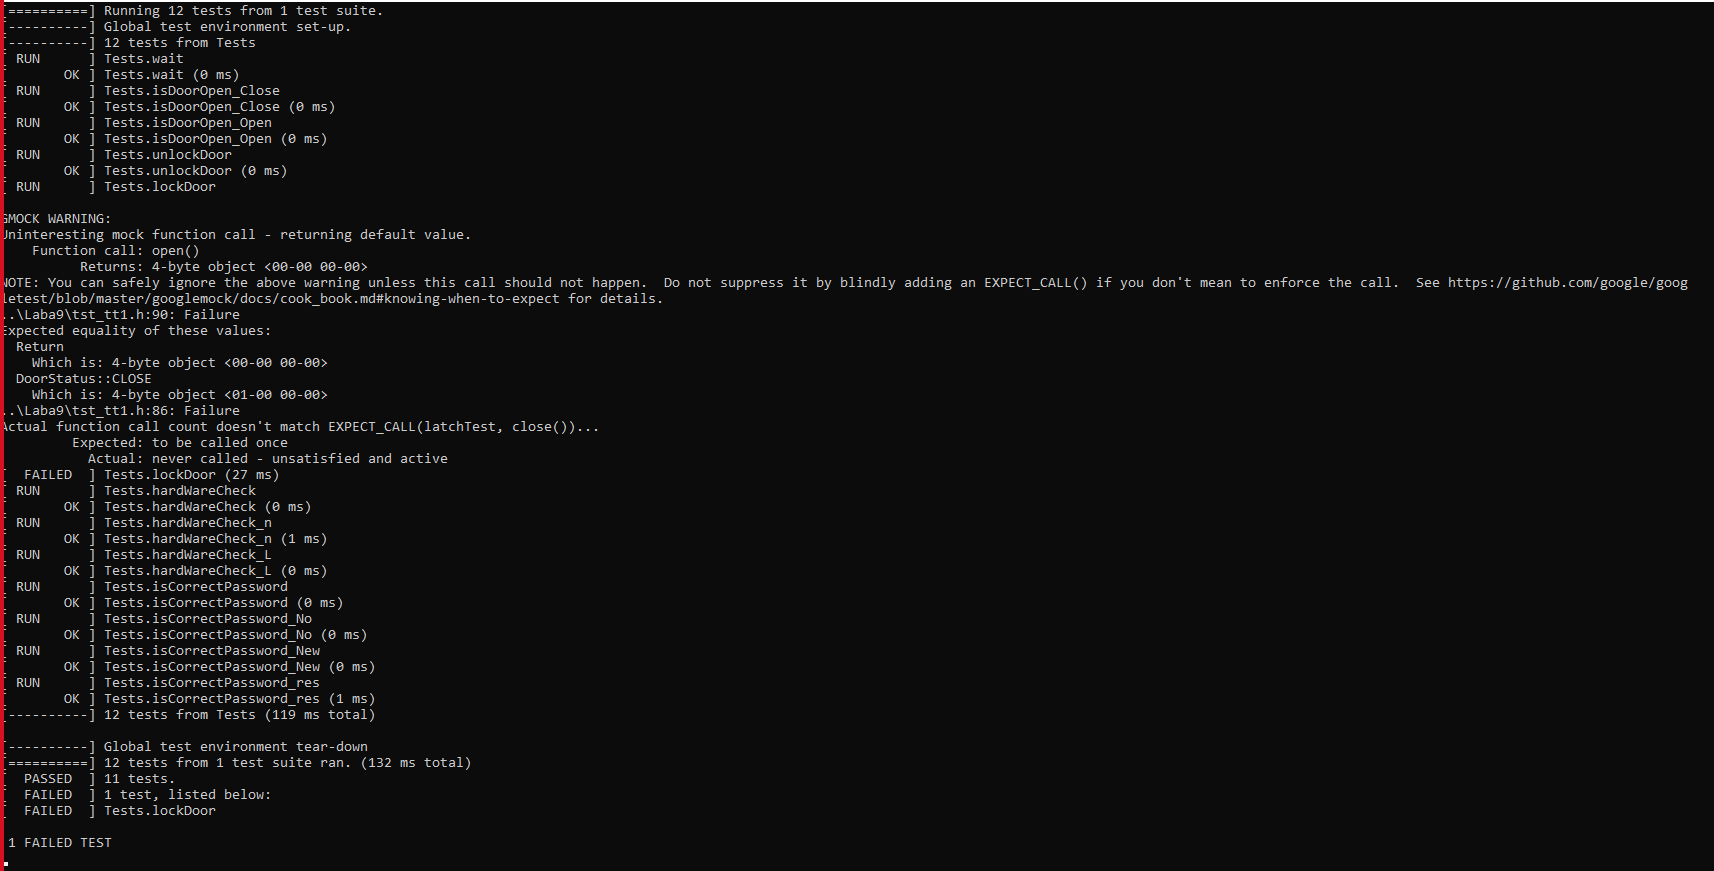 [==========] Running 12 tests from 1 test suite.
[----------] Global test environment set-up.
[----------] 12 tests from Tests
[ RUN      ] Tests.wait
[       OK ] Tests.wait (0 ms)
[ RUN      ] Tests.isDoorOpen_Close
[       OK ] Tests.isDoorOpen_Close (0 ms)
[ RUN      ] Tests.isDoorOpen_Open
[       OK ] Tests.isDoorOpen_Open (0 ms)
[ RUN      ] Tests.unlockDoor
[       OK ] Tests.unlockDoor (0 ms)
[ RUN      ] Tests.lockDoor
GMOCK WARNING:
Uninteresting mock function call - returning default value.
    Function call: open()
          Returns: 4-byte object <00-00 00-00>
NOTE: You can safely ignore the above warning unless this call should not happen.  Do not suppress it by blindly adding an EXPECT_CALL() if you don't mean to enforce the call.  See https://github.com/google/goog
letest/blob/master/googlemock/docs/cook_book.md#knowing-when-to-expect for details.
..\Laba9\tst_tt1.h:90: Failure
Expected equality of these values:
  Return
    Which is: 4-byte object <00-00 00-00>
  DoorStatus::CLOSE
    Which is: 4-byte object <01-00 00-00>
..\Laba9\tst_tt1.h:86: Failure
Actual function call count doesn't match EXPECT_CALL(latchTest, close())...
         Expected: to be called once
           Actual: never called - unsatisfied and active
[  FAILED  ] Tests.lockDoor (27 ms)
[ RUN      ] Tests.hardWareCheck
[       OK ] Tests.hardWareCheck (0 ms)
[ RUN      ] Tests.hardWareCheck_n
[       OK ] Tests.hardWareCheck_n (1 ms)
[ RUN      ] Tests.hardWareCheck_L
[       OK ] Tests.hardWareCheck_L (0 ms)
[ RUN      ] Tests.isCorrectPassword
[       OK ] Tests.isCorrectPassword (0 ms)
[ RUN      ] Tests.isCorrectPassword_No
[       OK ] Tests.isCorrectPassword_No (0 ms)
[ RUN      ] Tests.isCorrectPassword_New
[       OK ] Tests.isCorrectPassword_New (0 ms)
[ RUN      ] Tests.isCorrectPassword_res
[       OK ] Tests.isCorrectPassword_res (1 ms)
[----------] 12 tests from Tests (119 ms total)
[----------] Global test environment tear-down
[==========] 12 tests from 1 test suite ran. (132 ms total)
[  PASSED  ] 11 tests.
[  FAILED  ] 1 test, listed below:
[  FAILED  ] Tests.lockDoor
1 FAILED TEST